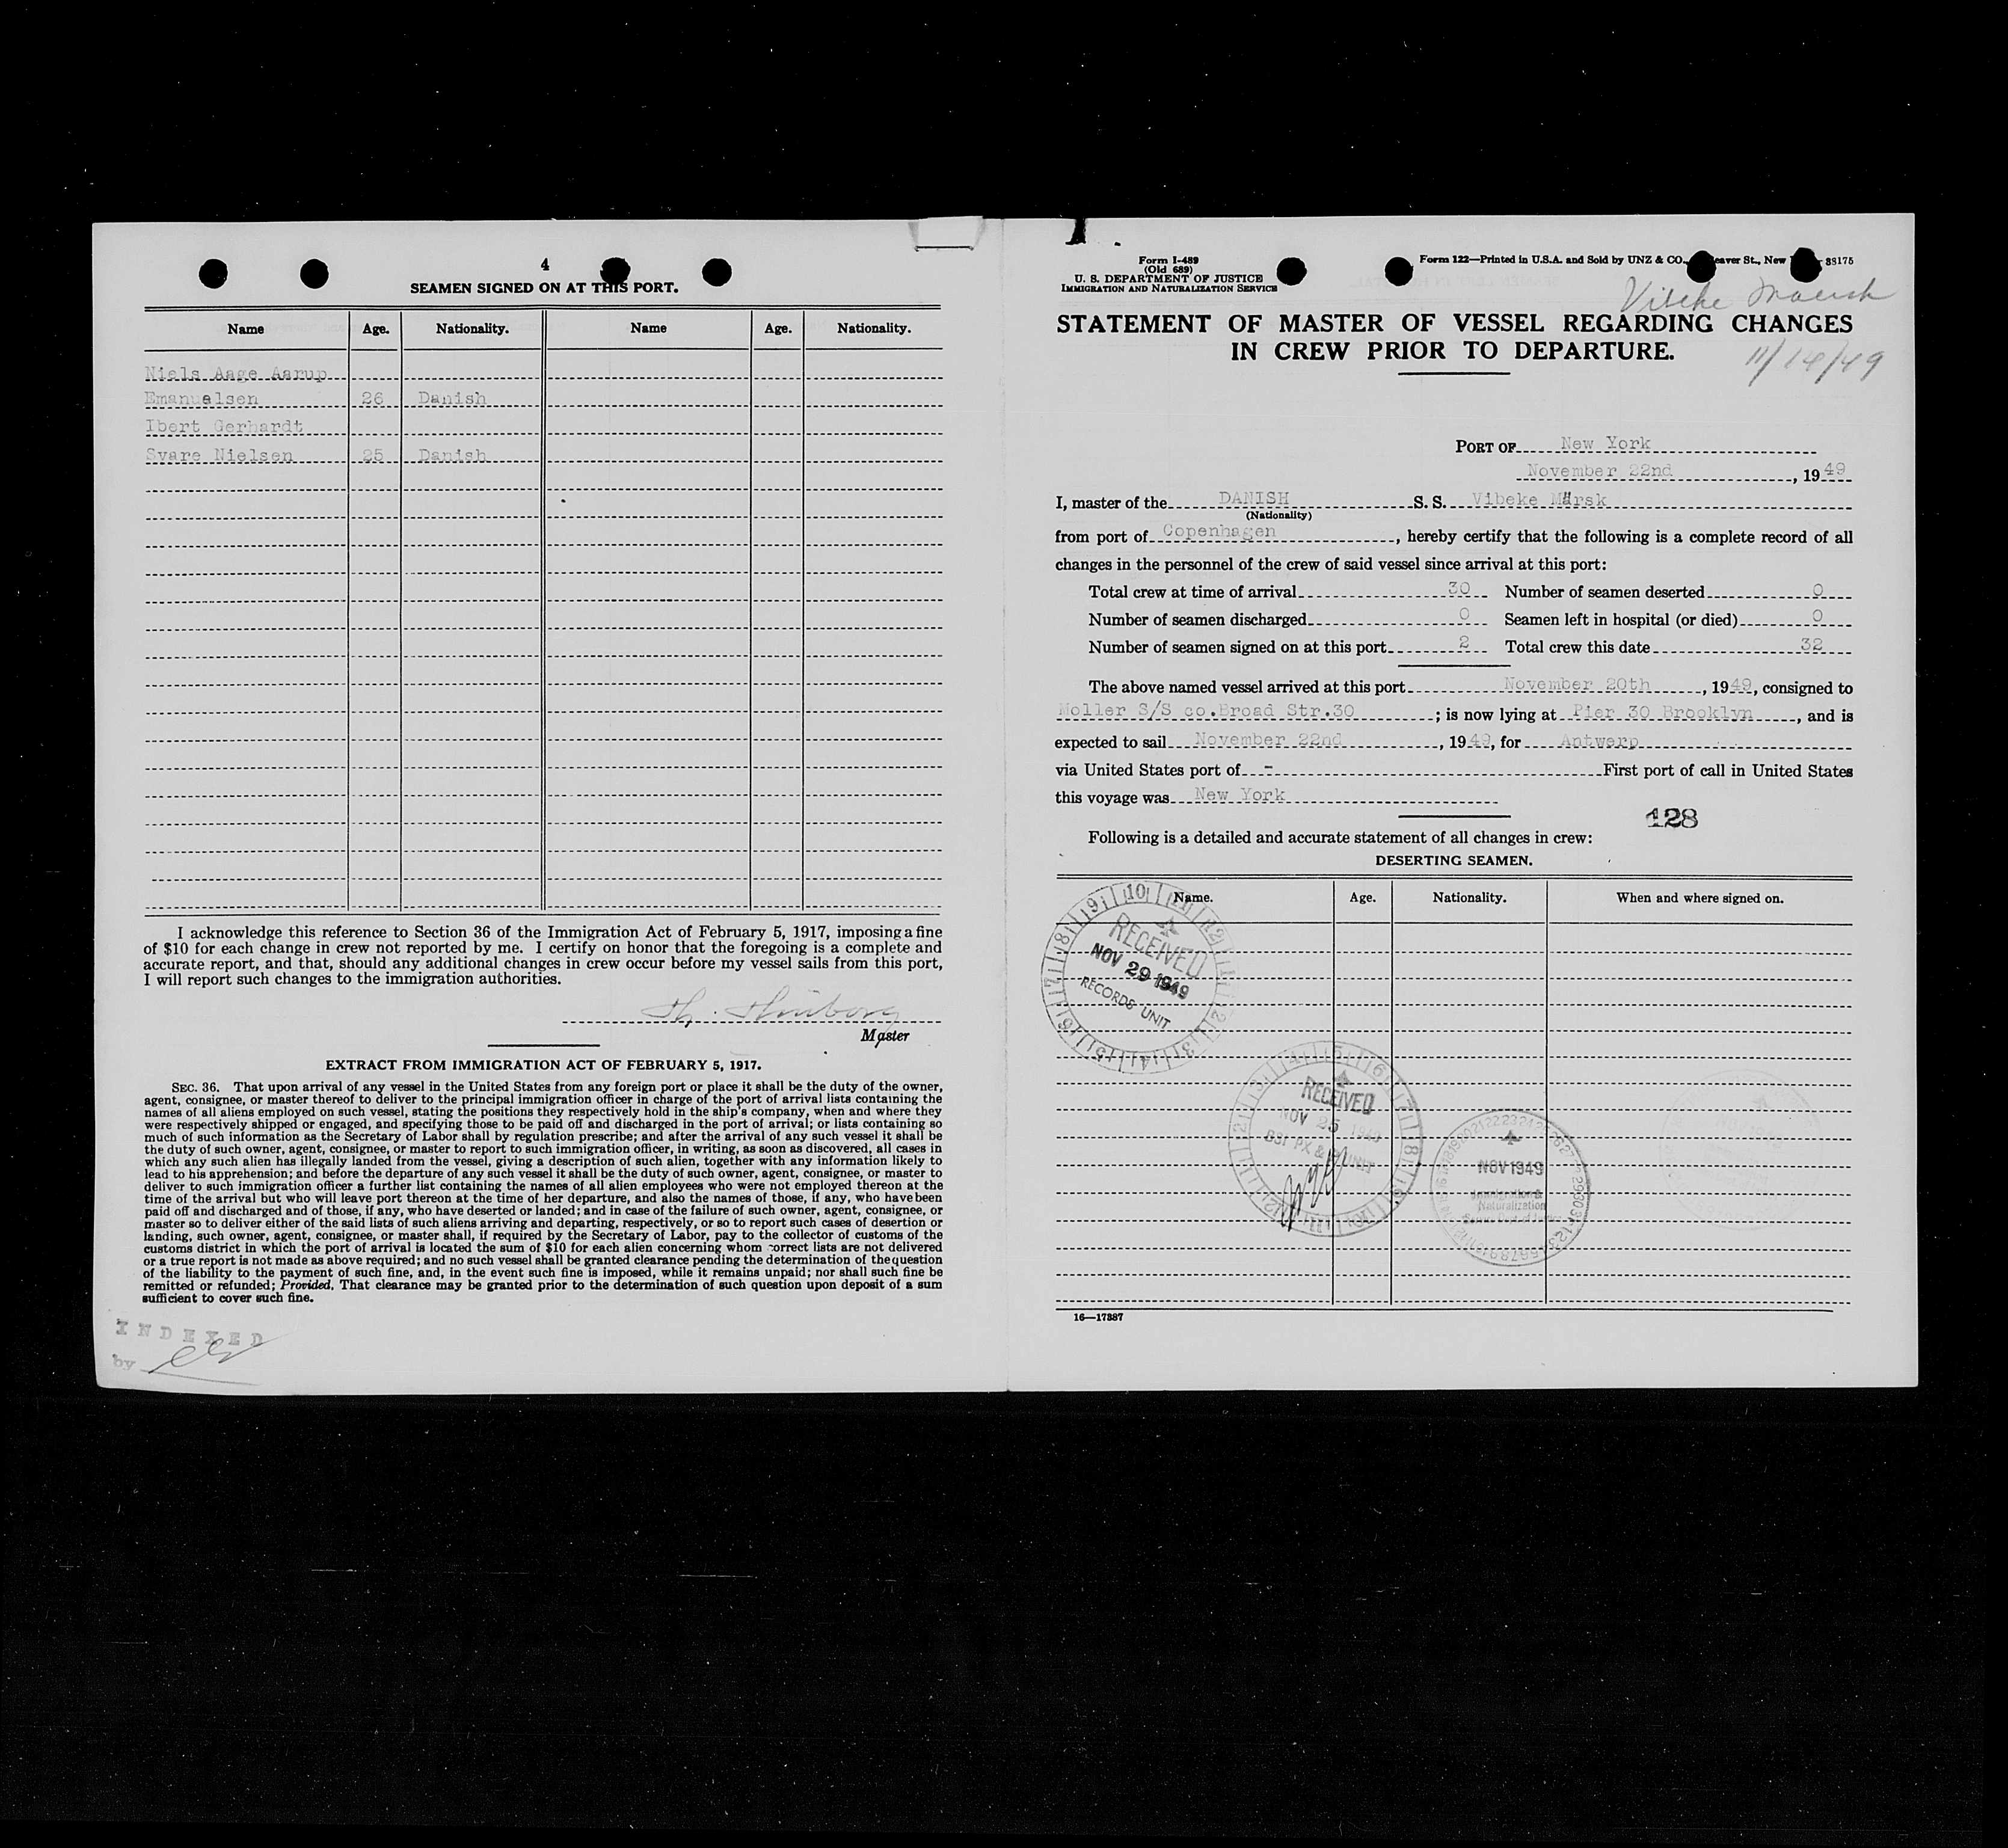 4
SEAMEN SIGNED ON AT THIS PORT.
Name Age. Nationality. Name Age. Nationality.
Niels Aage Aarup
Emanuelsen 26 Danish
Ibert Gerhardt
Svare Nielsen 25 Danish
I acknowledge this reference to Section 36 of the Immigration Act of February 5, 1917, imposing a fine
of $10 for each change in crew not reported by me. I certify on honor that the foregoing is a complete and
accurate report, and that, should any additional changes in crew occur before my vessel sails from this port,
I will report such changes to the immigration authorities.
Master
EXTRACT FROM IMMIGRATION ACT OF FEBRUARY 5, 1917.
SEC. 36. That upon arrival of any vessel in the United States from any foreign port or place it shall be the duty of the owner,
agent, consignee, or master thereof to deliver to the principal immigration officer in charge of the port of arrival lists containing the
names of all aliens employed on such vessel, stating the positions they respectively hold in the ship's company, when and where they
were respectively shipped or engaged, and specifying those to be paid off and discharged in the port of arrival; or lists containing so
much of such information as the Secretary of Labor shall by regulation prescribe; and after the arrival of any such vessel it shall be
the duty of such owner, agent, consignee, or master to report to such immigration officer, in writing, as soon as discovered, all cases in
which any such alien has illegally landed from the vessel, giving a description of such alien, together with any information likely to
lead to his apprehension; and before the departure of any such vessel it shall be the duty of such owner, agent, consignee, or master to
deliver to such immigration officer a further list containing the names of all alien employees who were not employed thereon at the
time of the arrival but who will leave port thereon at the time of her departure, and also the names of those, if any, who have been
paid off and discharged and of those, if any, who have deserted or landed; and in case of the failure of such owner, agent, consignee, or
master so to deliver either of the said lists of such aliens arriving and departing, respectively, or so to report such cases of desertion or
landing, such owner, agent, consignee, or master shall, if required by the Secretary of Labor, pay to the collector of customs of the
customs district in which the port of arrival is located the sum of $10 for each alien concerning whom correct lists are not delivered
or a true report is not made as above required; and no such vessel shall be granted clearance pending the determination of the question
of the liability to the payment of such fine, and, in the event such fine is imposed, while it remains unpaid; nor shall such fine be
remitted or refunded; Provided, That clearance may be granted prior to the determination of such question upon deposit of a sum
sufficient to cover such fine.
INDEXED
by
Form I-489
(Old 689)
U. S. DEPARTMENT OF JUSTICE
IMMIGRATION AND NATURALIZATION SERVICE
Form 122—Printed in U.S.A. and Sold by UNZ & CO., eaver St., New 38175
Vibeke Maersk
STATEMENT OF MASTER OF VESSEL REGARDING CHANGES
IN CREW PRIOR TO DEPARTURE.
11/14/49
PORT OF New York
November 22nd, 1949
I, master of the DANISH S. S. Vibeke Märsk
(Nationality)
from port of Copenhagen, hereby certify that the following is a complete record of all
changes in the personnel of the crew of said vessel since arrival at this port:
Total crew at time of arrival 30 Number of seamen deserted 0
Number of seamen discharged 0 Seamen left in hospital (or died) 0
Number of seamen signed on at this port 2 Total crew this date 32
The above named vessel arrived at this port November 20th, 1949, consigned to
Moller S/S co.Broad Str.30; is now lying at Pier 30 Brooklyn, and is
expected to sail November 22nd, 1949, for Antwerp
via United States port of - First port of call in United States
this voyage was New York
128
Following is a detailed and accurate statement of all changes in crew:
DESERTING SEAMEN.
Name. Age. Nationality. When and where signed on.
RECEIVED
NOV 29 1949
RECORDS UNIT
RECEIVED
NOV 25 1949
NOV 1949
Immigration &
Naturalization
16—17887